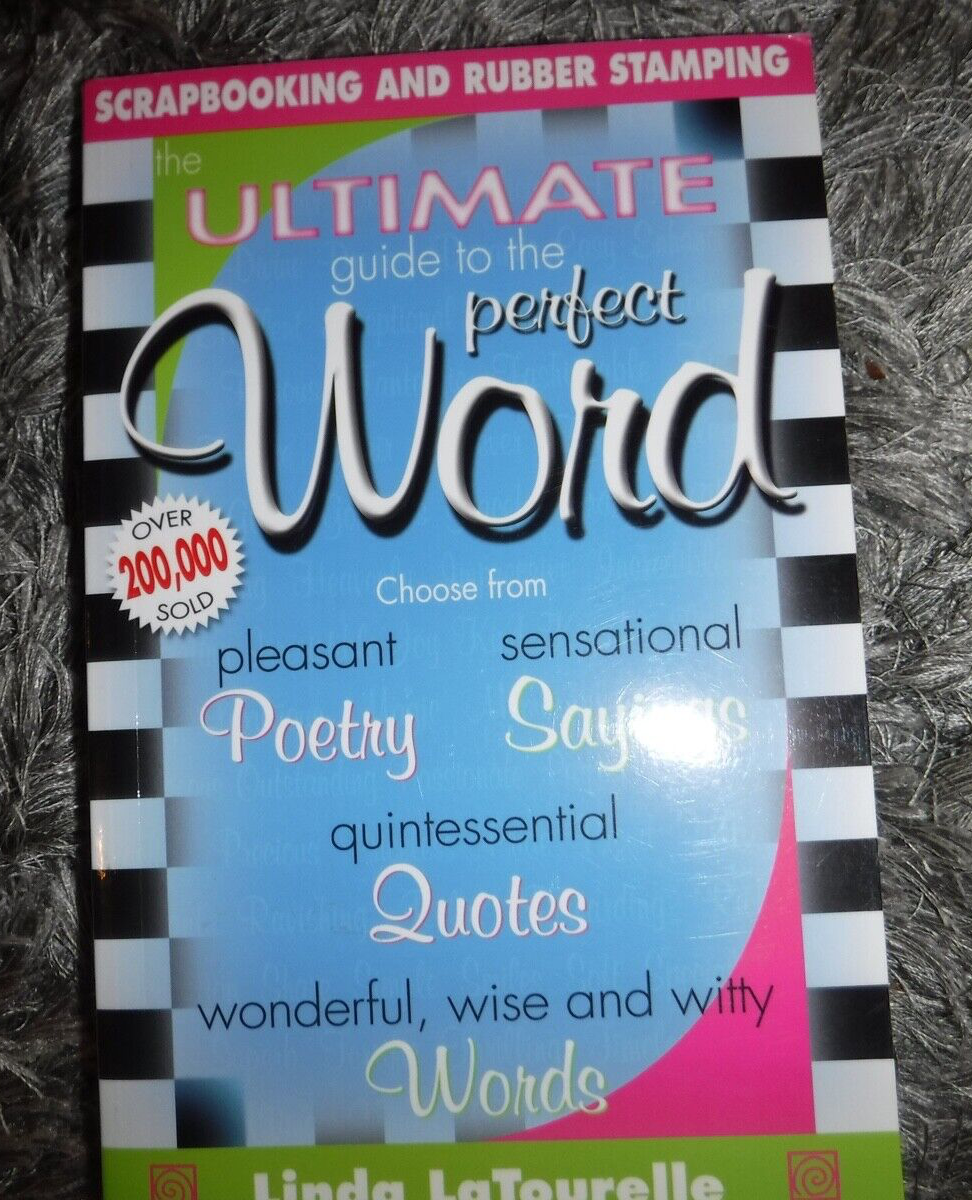 SCRAPBOOKING AND RUBBER STAMPING
the
ULTIMATE
guide to the
perfect
Word
OVER
200,000
SOLD
Choose from
pleasant sensational
Poetry Sayings
quintessential
Quotes
wonderful, wise and witty
Words
Linda LaTourelle